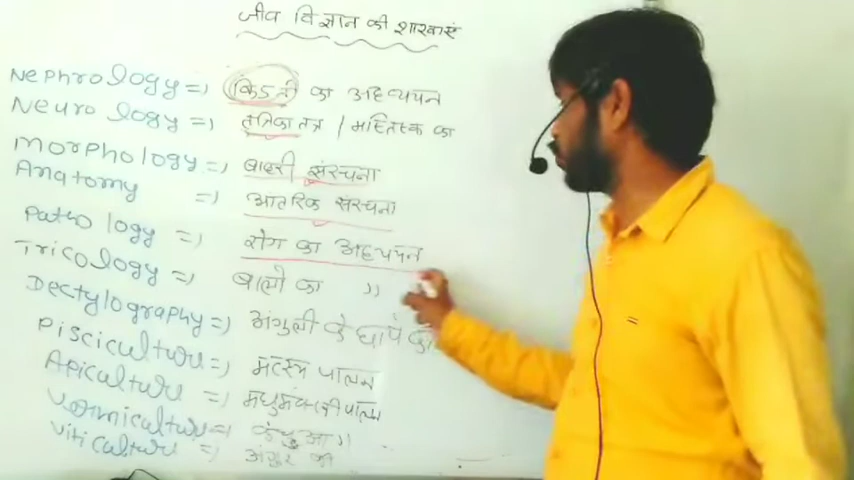 जीव विज्ञान की शाखाएं
Nephrology => किडनी का अध्ययन
Neurology => तंत्रिका तंत्र / मस्तिष्क का
Morphology => बाहरी संरचना
Anatomy => आंतरिक संरचना
Pathology => रोग का अध्ययन
Tricology => बालो का ,,
Dectylography => अंगुली के छापे का
Pisciculture => मत्स्य पालन
Apiculture => मधुमक्खी पालन
Vermiculture => केंचुआ ,,
Viticulture => अंगूर की